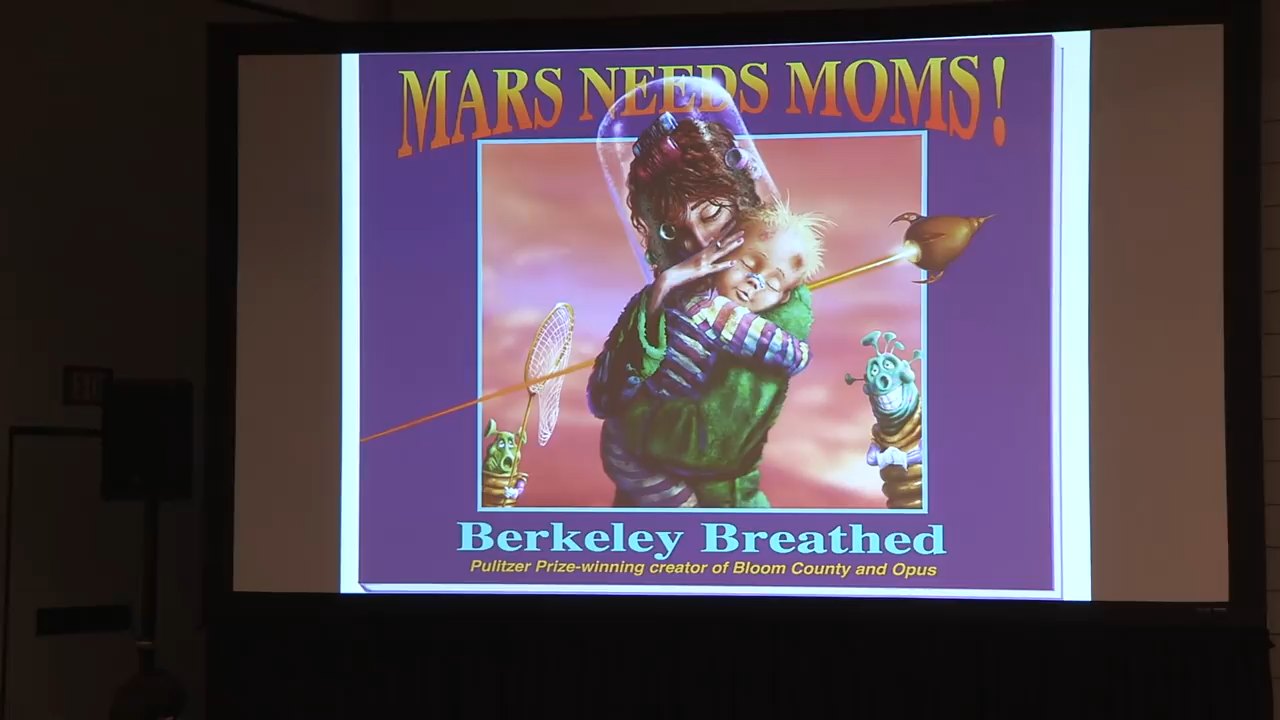 MARS NEEDS MOMS!
Berkeley Breathed
Pulitzer Prize-winning creator of Bloom County and Opus